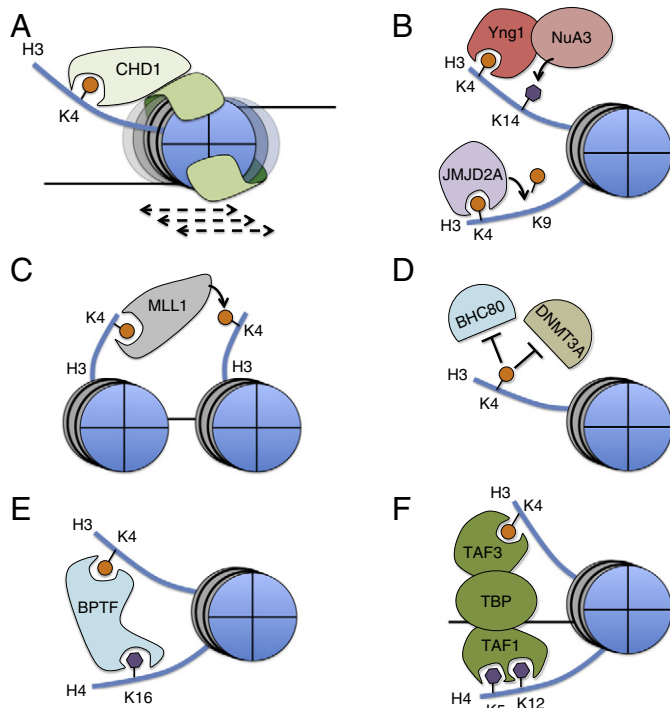 A
H3
CHD1
K4
B
Yng1
NuA3
H3
K4
K14
JMJD2A
H3
K4
K9
C
K4
MLL1
K4
H3
H3
D
BHC80
DNMT3A
H3
K4
E
H3
K4
BPTF
H4
K16
F
H3
K4
TAF3
TBP
TAF1
H4
K5
K12